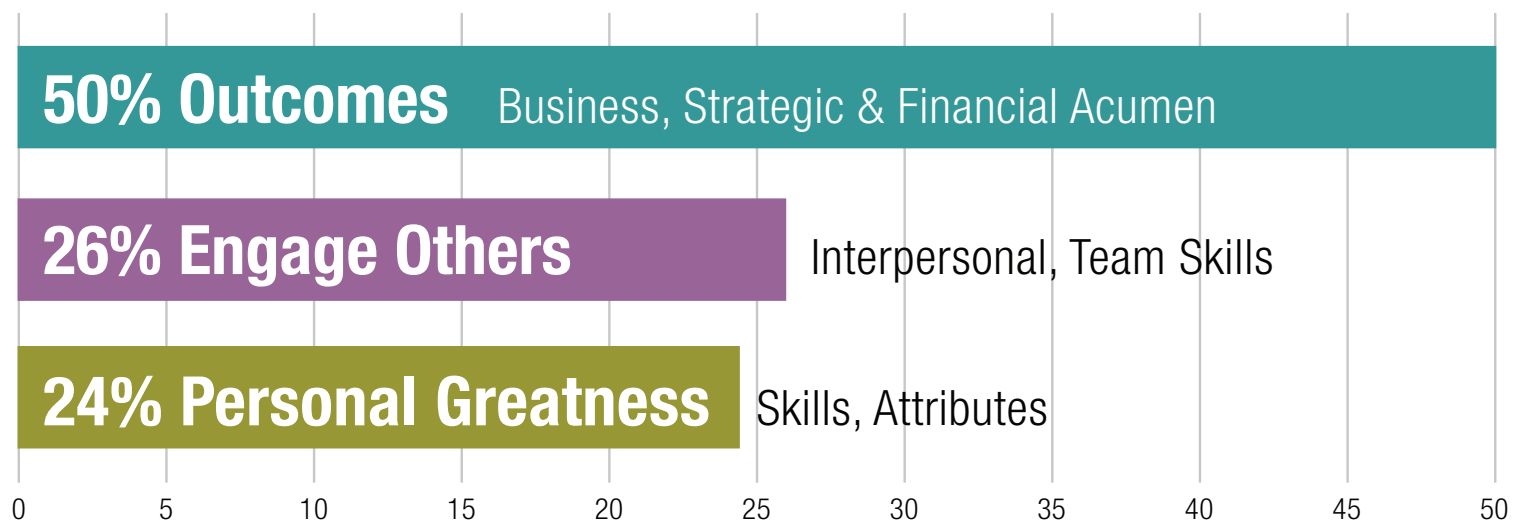 50% Outcomes Business, Strategic & Financial Acumen
26% Engage Others Interpersonal, Team Skills
24% Personal Greatness Skills, Attributes
0 5 10 15 20 25 30 35 40 45 50